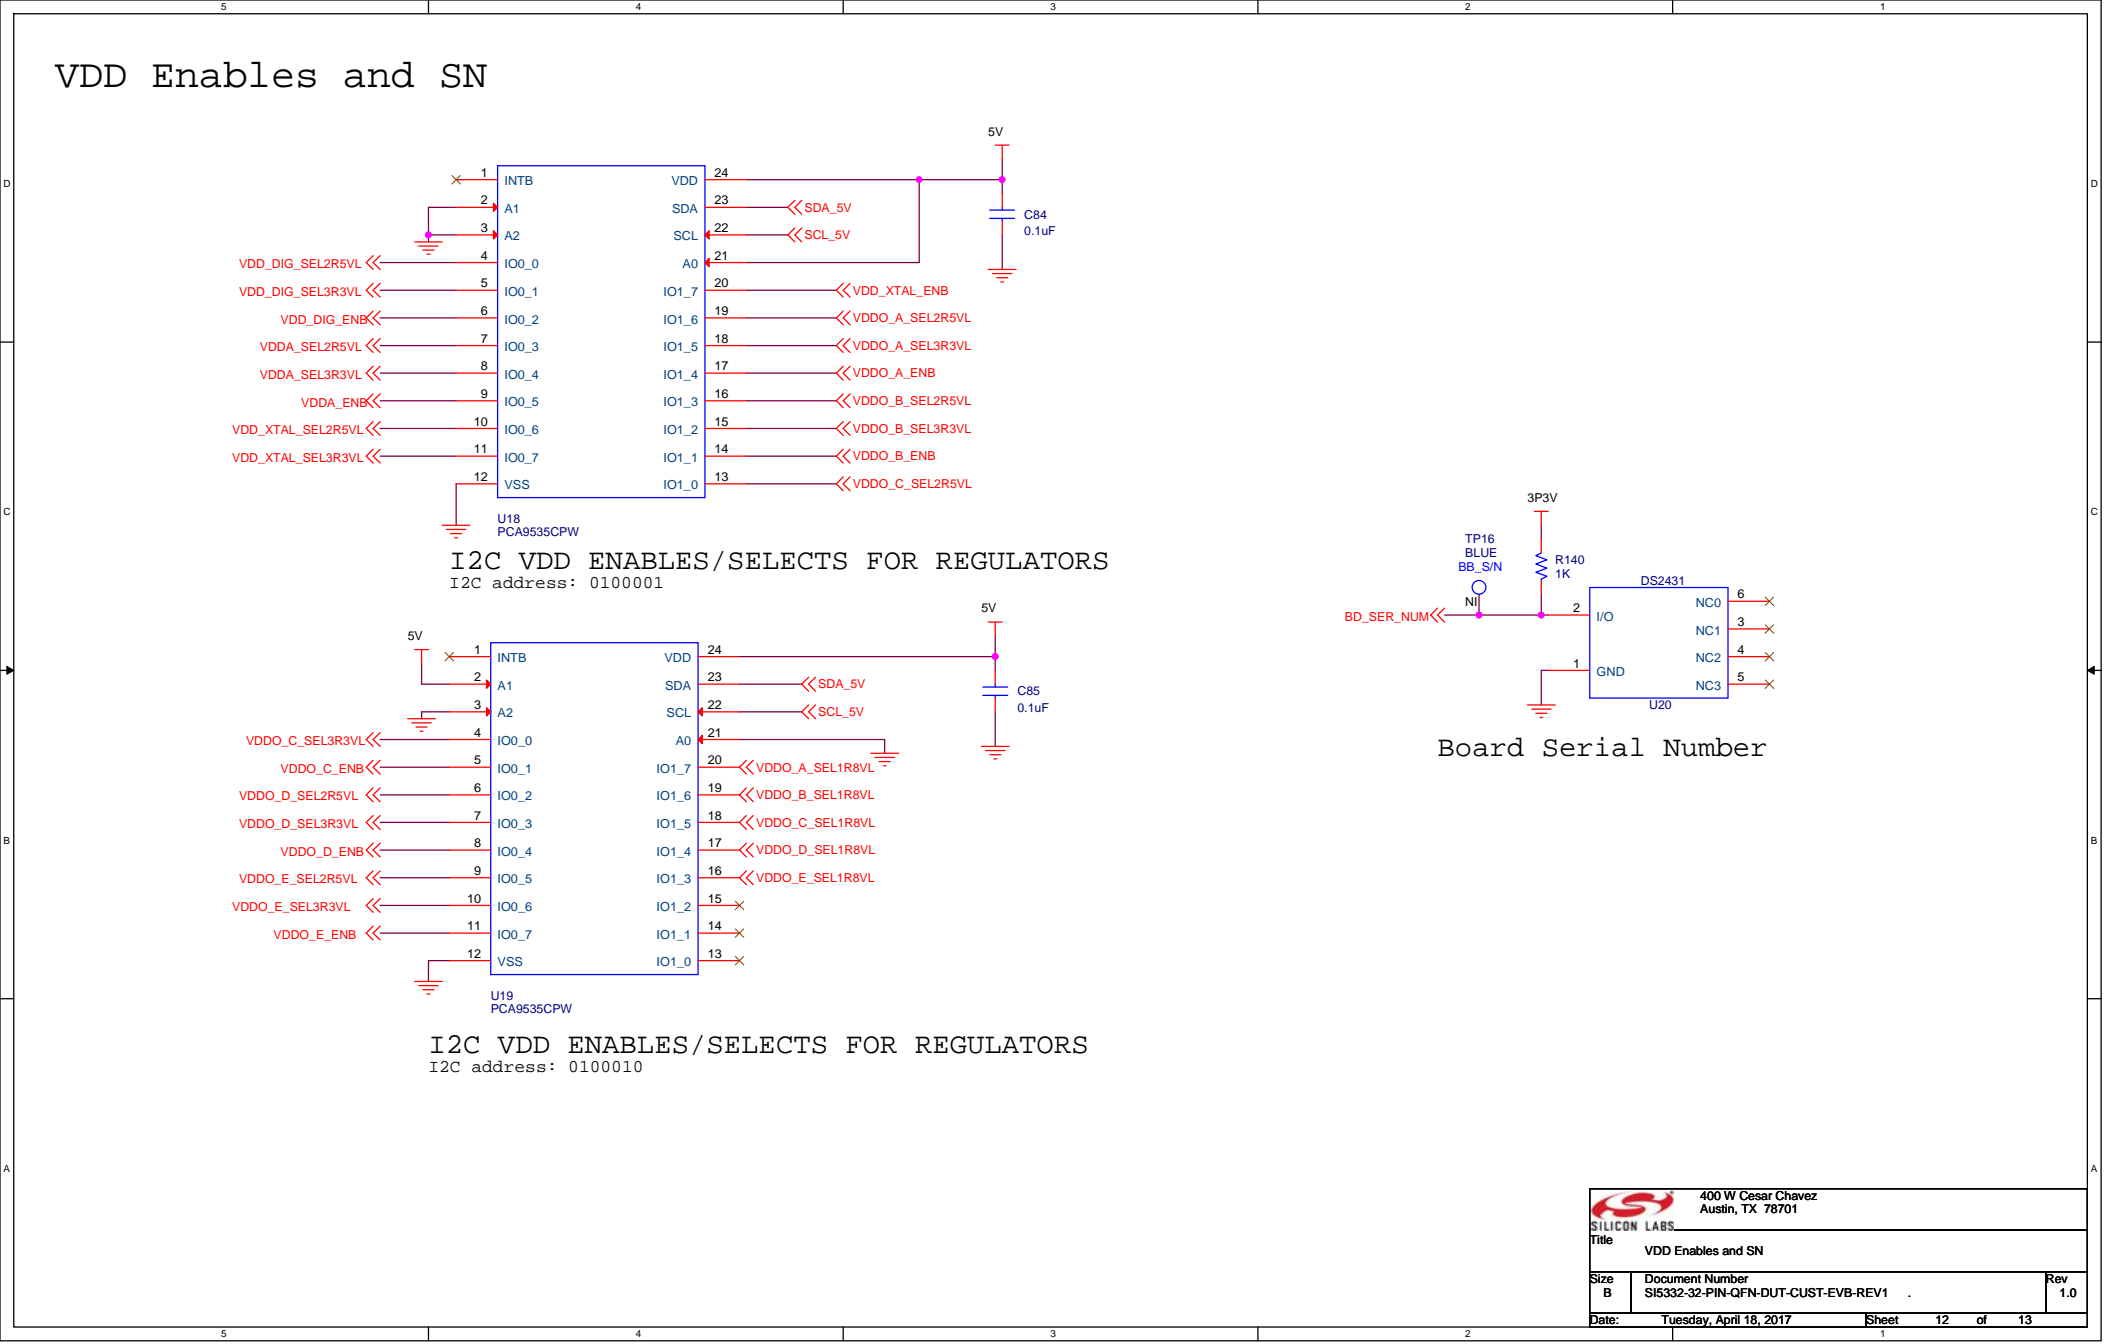 5 4 3 2 1
VDD Enables and SN
5V
1 INTB VDD 24
2 A1 SDA 23 SDA_5V
3 A2 SCL 22 SCL_5V
C84
0.1uF
VDD_DIG_SEL2R5VL 4 IO0_0 A0 21
VDD_DIG_SEL3R3VL 5 IO0_1 IO1_7 20 VDD_XTAL_ENB
VDD_DIG_ENB 6 IO0_2 IO1_6 19 VDDO_A_SEL2R5VL
VDDA_SEL2R5VL 7 IO0_3 IO1_5 18 VDDO_A_SEL3R3VL
VDDA_SEL3R3VL 8 IO0_4 IO1_4 17 VDDO_A_ENB
VDDA_ENB 9 IO0_5 IO1_3 16 VDDO_B_SEL2R5VL
VDD_XTAL_SEL2R5VL 10 IO0_6 IO1_2 15 VDDO_B_SEL3R3VL
VDD_XTAL_SEL3R3VL 11 IO0_7 IO1_1 14 VDDO_B_ENB
12 VSS IO1_0 13 VDDO_C_SEL2R5VL
U18
PCA9535CPW
I2C VDD ENABLES/SELECTS FOR REGULATORS
I2C address: 0100001
5V
5V
1 INTB VDD 24
2 A1 SDA 23 SDA_5V
3 A2 SCL 22 SCL_5V
C85
0.1uF
VDDO_C_SEL3R3VL 4 IO0_0 A0 21
VDDO_C_ENB 5 IO0_1 IO1_7 20 VDDO_A_SEL1R8VL
VDDO_D_SEL2R5VL 6 IO0_2 IO1_6 19 VDDO_B_SEL1R8VL
VDDO_D_SEL3R3VL 7 IO0_3 IO1_5 18 VDDO_C_SEL1R8VL
VDDO_D_ENB 8 IO0_4 IO1_4 17 VDDO_D_SEL1R8VL
VDDO_E_SEL2R5VL 9 IO0_5 IO1_3 16 VDDO_E_SEL1R8VL
VDDO_E_SEL3R3VL 10 IO0_6 IO1_2 15
VDDO_E_ENB 11 IO0_7 IO1_1 14
12 VSS IO1_0 13
U19
PCA9535CPW
I2C VDD ENABLES/SELECTS FOR REGULATORS
I2C address: 0100010
3P3V
TP16
BLUE
BB_S/N
R140
1K
NI
DS2431
BD_SER_NUM 2 I/O NC0 6
NC1 3
NC2 4
1 GND NC3 5
U20
Board Serial Number
D D
C C
B B
A A
SILICON LABS
400 W Cesar Chavez
Austin, TX 78701
Title
VDD Enables and SN
Size Document Number Rev
B SI5332-32-PIN-QFN-DUT-CUST-EVB-REV1 . 1.0
Date: Tuesday, April 18, 2017 Sheet 12 of 13
5 4 3 2 1